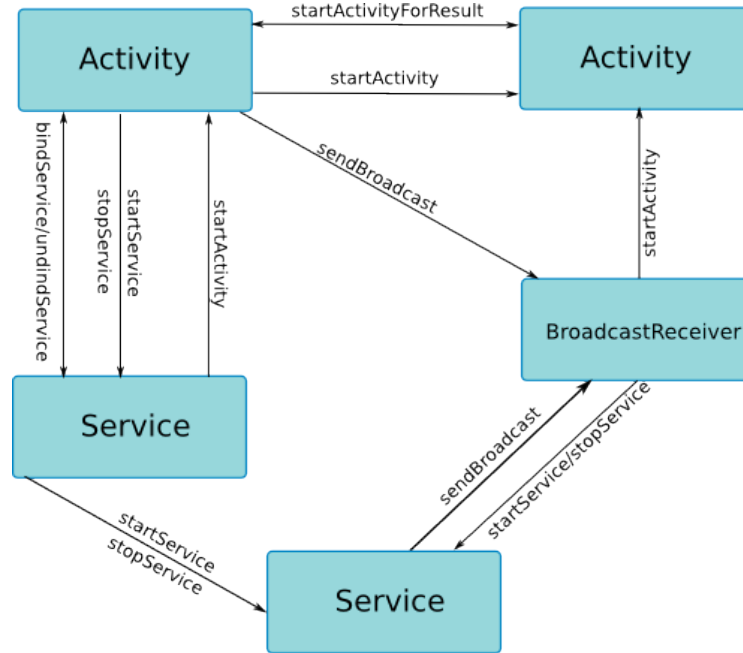 startActivityForResult
Activity
Activity
startActivity
bindService/undindService
stopService
startService
startActivity
sendBroadcast
startActivity
BroadcastReceiver
Service
sendBroadcast
startService/stopService
startService
stopService
Service